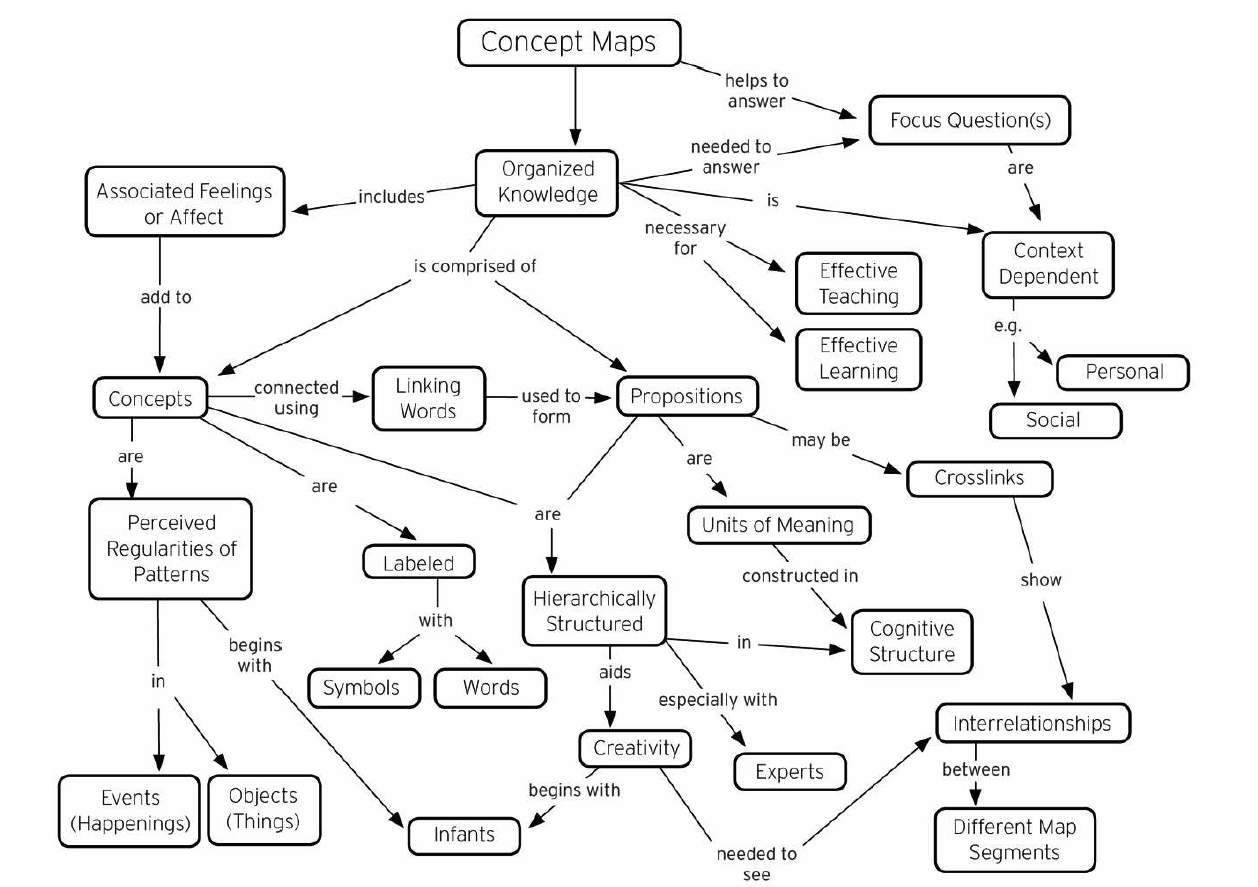 Concept Maps
helps to
answer
Focus Question(s)
needed to
answer
Organized
Knowledge
are
Associated Feelings
or Affect
includes
is
necessary
for
Context
Dependent
is comprised of
Effective
Teaching
add to
e.g.
Effective
Learning
Personal
Concepts
connected
using
Linking
Words
used to
form
Propositions
Social
may be
are
are
Crosslinks
are
are
Perceived
Regularities of
Patterns
Units of Meaning
Labeled
constructed in
show
Hierarchically
Structured
with
Cognitive
Structure
begins
with
in
in
aids
Symbols
Words
especially with
Interrelationships
Creativity
Experts
between
begins with
Events
(Happenings)
Objects
(Things)
Infants
Different Map
Segments
needed to
see